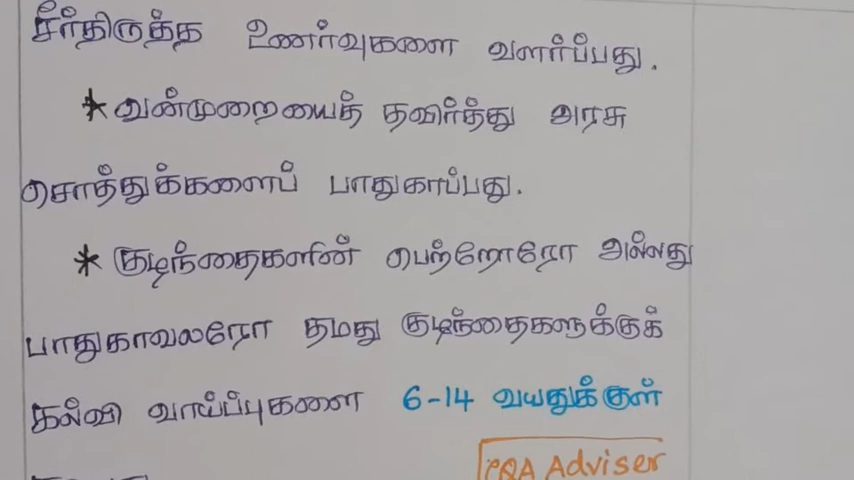 சீர்திருத்த உணர்வுகளை வளர்ப்பது.
* வன்முறையைத் தவிர்த்து அரசு
சொத்துக்களைப் பாதுகாப்பது.
* குழந்தைகளின் பெற்றோரோ அல்லது
பாதுகாவலரோ தமது குழந்தைகளுக்குக்
கல்வி வாய்ப்புகளை 6-14 வயதுக்குள்
PQA Adviser